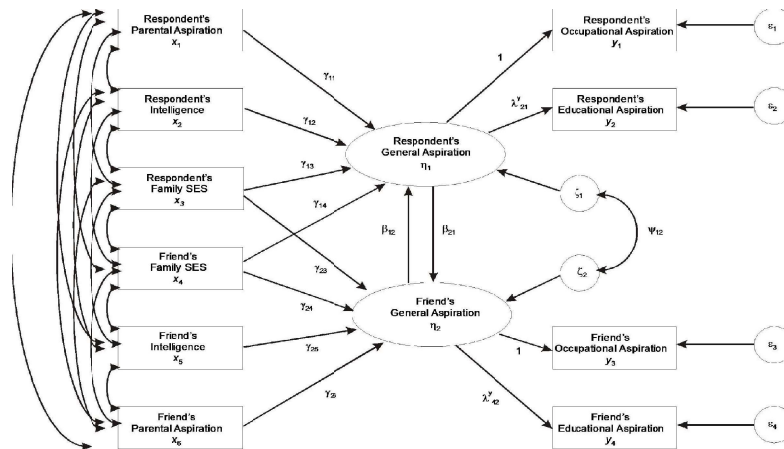 Respondent's
Parental Aspiration
x₁
Respondent's
Intelligence
x₂
Respondent's
Family SES
x₃
Friend's
Family SES
x₄
Friend's
Intelligence
x₅
Friend's
Parental Aspiration
x₆
γ₁₁
γ₁₂
γ₁₃
γ₁₄
γ₂₃
γ₂₄
γ₂₅
γ₂₆
Respondent's
General Aspiration
η₁
β₁₂
β₂₁
Friend's
General Aspiration
η₂
1
λʸ₂₁
1
λʸ₄₂
ζ₁
ζ₂
Ψ₁₂
Respondent's
Occupational Aspiration
y₁
Respondent's
Educational Aspiration
y₂
Friend's
Occupational Aspiration
y₃
Friend's
Educational Aspiration
y₄
ε₁
ε₂
ε₃
ε₄